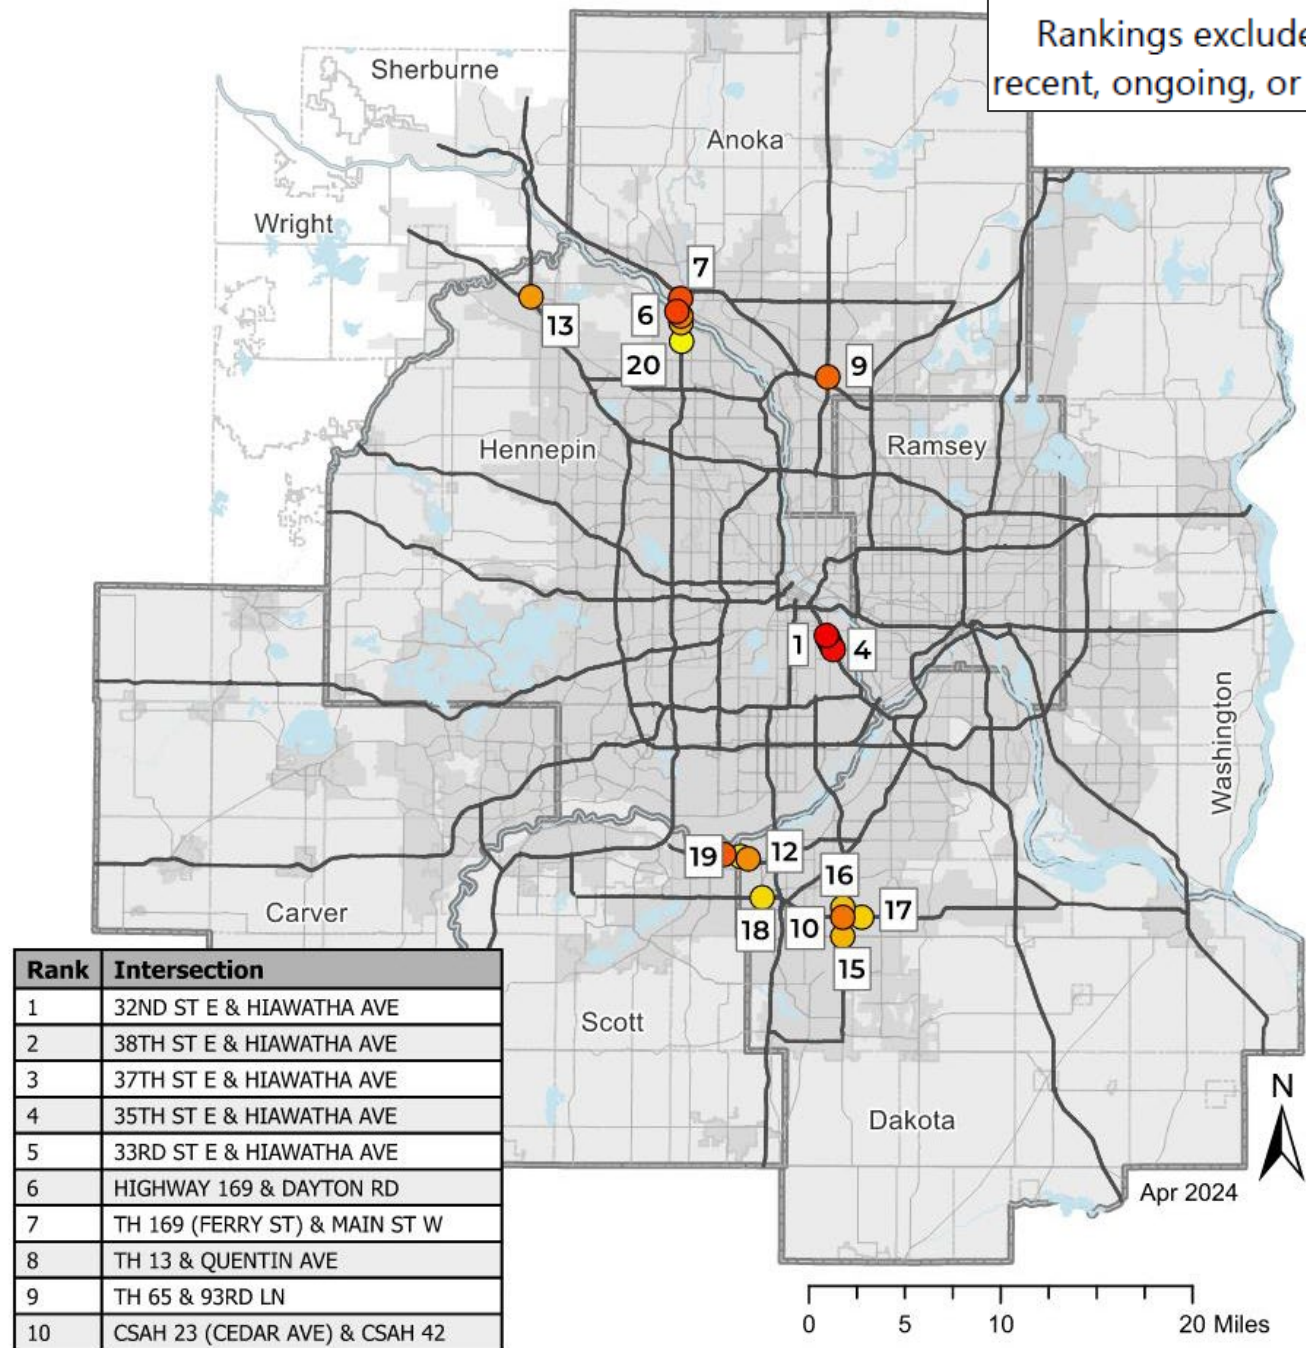 Rankings exclude
recent, ongoing, or
Sherburne
Anoka
Wright
7
6
13
20
9
Hennepin
Ramsey
1
4
Washington
19
12
16
17
10
18
15
Carver
Scott
Dakota
N
Apr 2024
0 5 10 20 Miles
Rank Intersection
1 32ND ST E & HIAWATHA AVE
2 38TH ST E & HIAWATHA AVE
3 37TH ST E & HIAWATHA AVE
4 35TH ST E & HIAWATHA AVE
5 33RD ST E & HIAWATHA AVE
6 HIGHWAY 169 & DAYTON RD
7 TH 169 (FERRY ST) & MAIN ST W
8 TH 13 & QUENTIN AVE
9 TH 65 & 93RD LN
10 CSAH 23 (CEDAR AVE) & CSAH 42